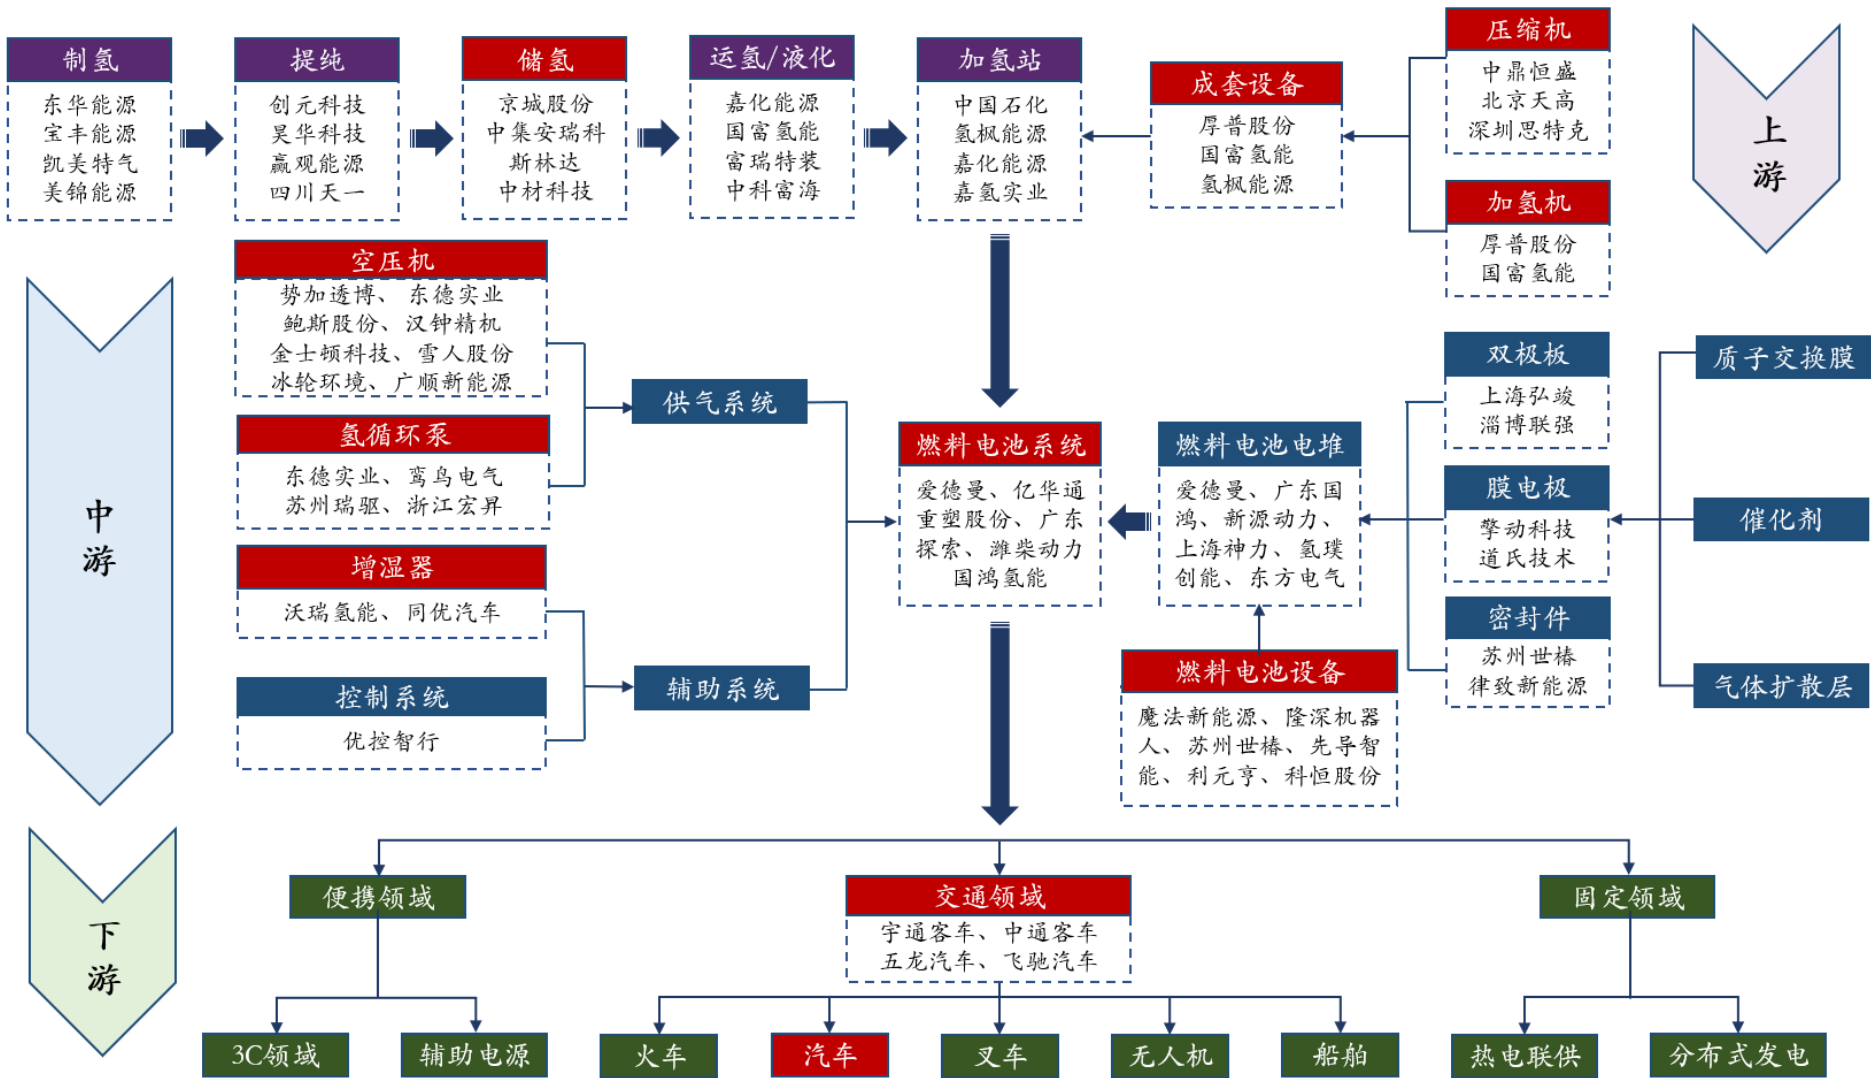 制氢
东华能源
宝丰能源
凯美特气
美锦能源
提纯
创元科技
昊华科技
赢观能源
四川天一
储氢
京城股份
中集安瑞科
斯林达
中材科技
运氢/液化
嘉化能源
国富氢能
富瑞特装
中科富海
加氢站
中国石化
氢枫能源
嘉化能源
嘉氢实业
成套设备
厚普股份
国富氢能
氢枫能源
压缩机
中鼎恒盛
北京天高
深圳思特克
加氢机
厚普股份
国富氢能
上
游
空压机
势加透博、东德实业
鲍斯股份、汉钟精机
金士顿科技、雪人股份
冰轮环境、广顺新能源
氢循环泵
东德实业、鸾鸟电气
苏州瑞驱、浙江宏昇
增湿器
沃瑞氢能、同优汽车
控制系统
优控智行
供气系统
辅助系统
燃料电池系统
爱德曼、亿华通
重塑股份、广东
探索、潍柴动力
国鸿氢能
燃料电池电堆
爱德曼、广东国
鸿、新源动力、
上海神力、氢璞
创能、东方电气
燃料电池设备
魔法新能源、隆深机器
人、苏州世椿、先导智
能、利元亨、科恒股份
双极板
上海弘竣
淄博联强
膜电极
擎动科技
道氏技术
密封件
苏州世椿
律致新能源
质子交换膜
催化剂
气体扩散层
中
游
下
游
便携领域
3C领域
辅助电源
交通领域
宇通客车、中通客车
五龙汽车、飞驰汽车
火车
汽车
叉车
无人机
船舶
固定领域
热电联供
分布式发电